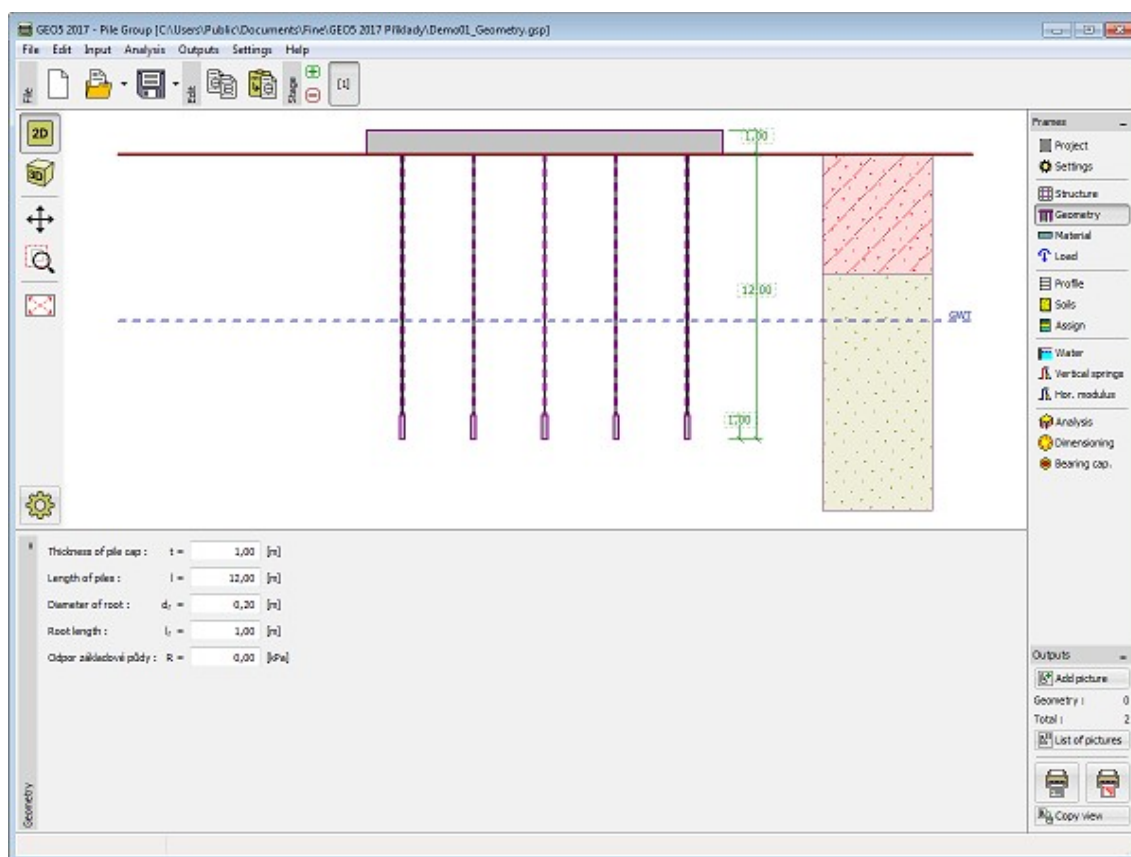 GEO5 2017 - Pile Group [C:\Users\Public\Documents\Fine\GEO5 2017 Příklady\Demo01_Geometry.gsp]
File Edit Input Analysis Outputs Settings Help
File
Edit
Stage
[1]
2D
3D
1,00
12,00
GWT
1,00
Frames
Project
Settings
Structure
Geometry
Material
Load
Profile
Soils
Assign
Water
Vertical springs
Hor. modulus
Analysis
Dimensioning
Bearing cap.
Geometry
Thickness of pile cap : t = 1,00 [m]
Length of piles : l = 12,00 [m]
Diameter of root : dr = 0,20 [m]
Root length : lr = 1,00 [m]
Odpor základové půdy : R = 0,00 [kPa]
Outputs
Add picture
Geometry : 0
Total : 2
List of pictures
Copy view